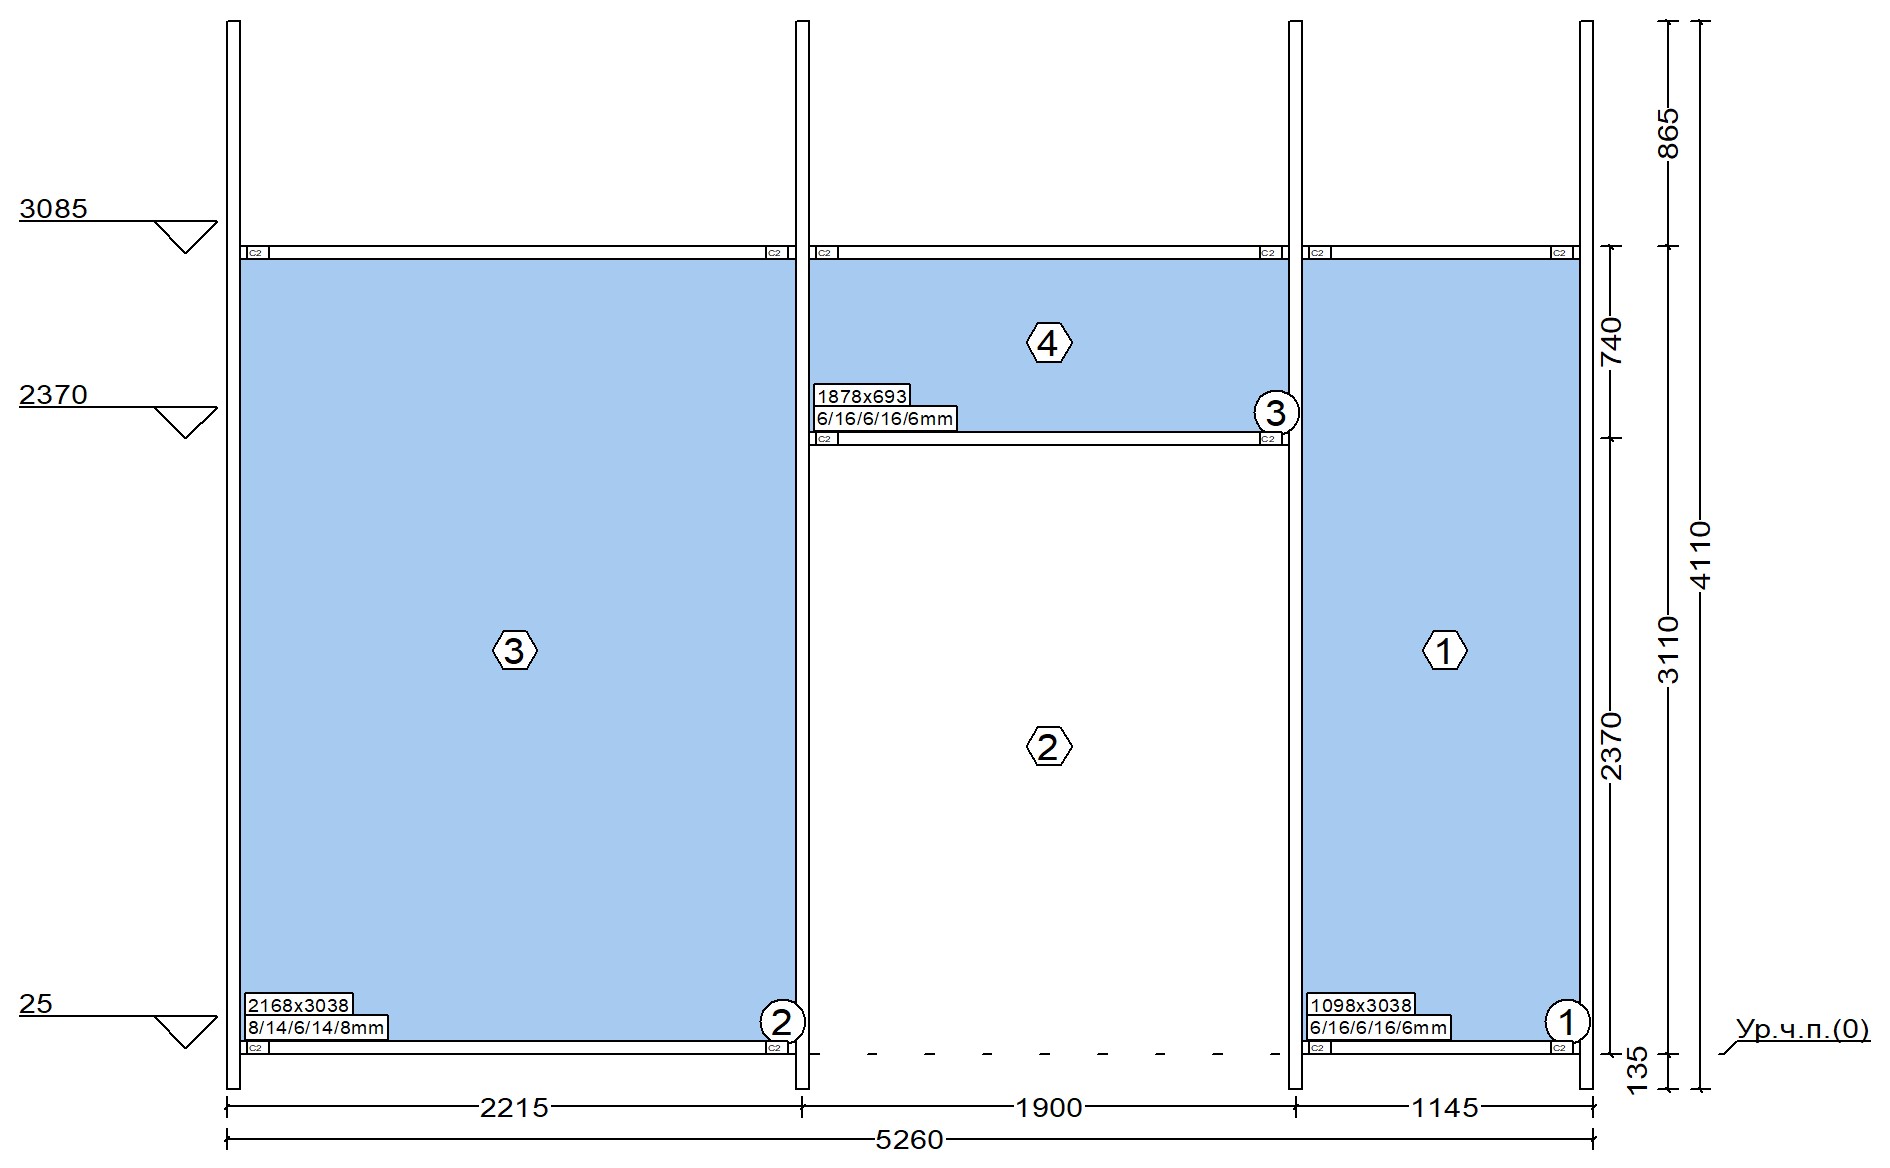 865
3085
C2 C2 C2 C2 C2 C2
4
740
2370
1878x693
6/16/6/16/6mm
3
C2 C2
4110
3
1
3110
2
2370
25
2168x3038
8/14/6/14/8mm
2
1098x3038
6/16/6/16/6mm
1
Ур.ч.п.(0)
C2 C2 C2 C2
135
2215 1900 1145
5260